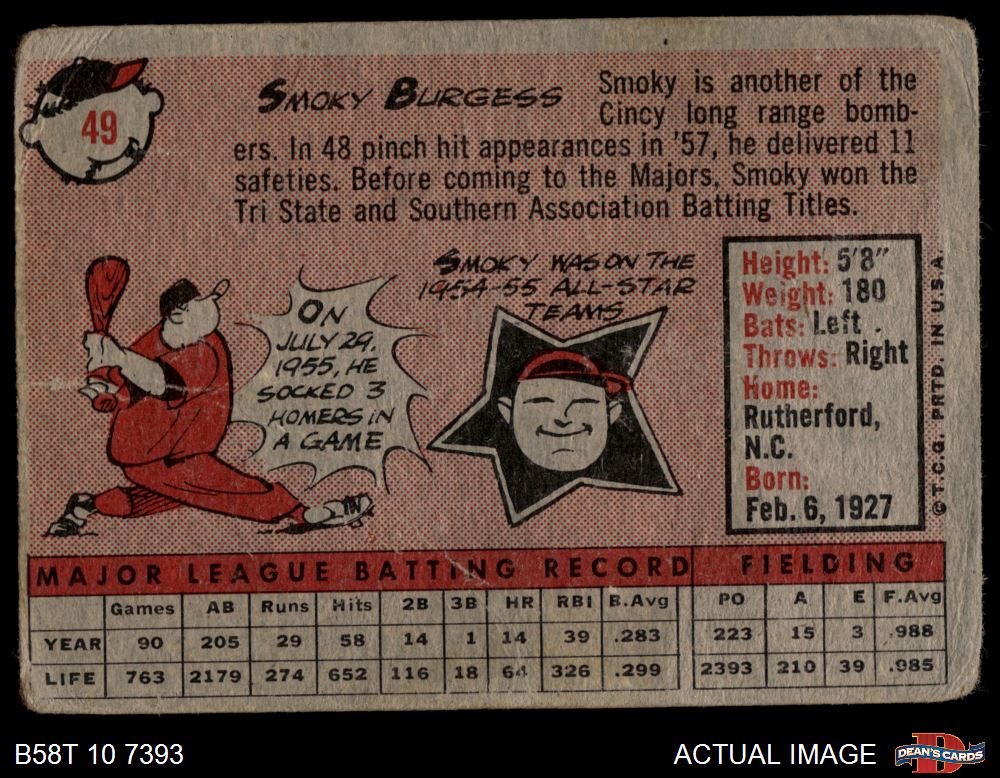 49
SMOKY BURGESS
Smoky is another of the
Cincy long range bomb-
ers. In 48 pinch hit appearances in '57, he delivered 11
safeties. Before coming to the Majors, Smoky won the
Tri State and Southern Association Batting Titles.
ON
JULY 29,
1955, HE
SOCKED 3
HOMERS IN
A GAME
SMOKY WAS ON THE
1954-55 ALL-STAR
TEAMS
Height: 5'8"
Weight: 180
Bats: Left
Throws: Right
Home:
Rutherford,
N.C.
Born:
Feb. 6, 1927
© T.C.G. PRTD. IN U.S.A.
MAJOR LEAGUE BATTING RECORD FIELDING
Games AB Runs Hits 2B 3B HR RBI B.Avg PO A E F.Avg
YEAR 90 205 29 58 14 1 14 39 .283 223 15 3 .988
LIFE 763 2179 274 652 116 18 64 326 .299 2393 210 39 .985
B58T 10 7393
ACTUAL IMAGE
DEAN'S CARDS